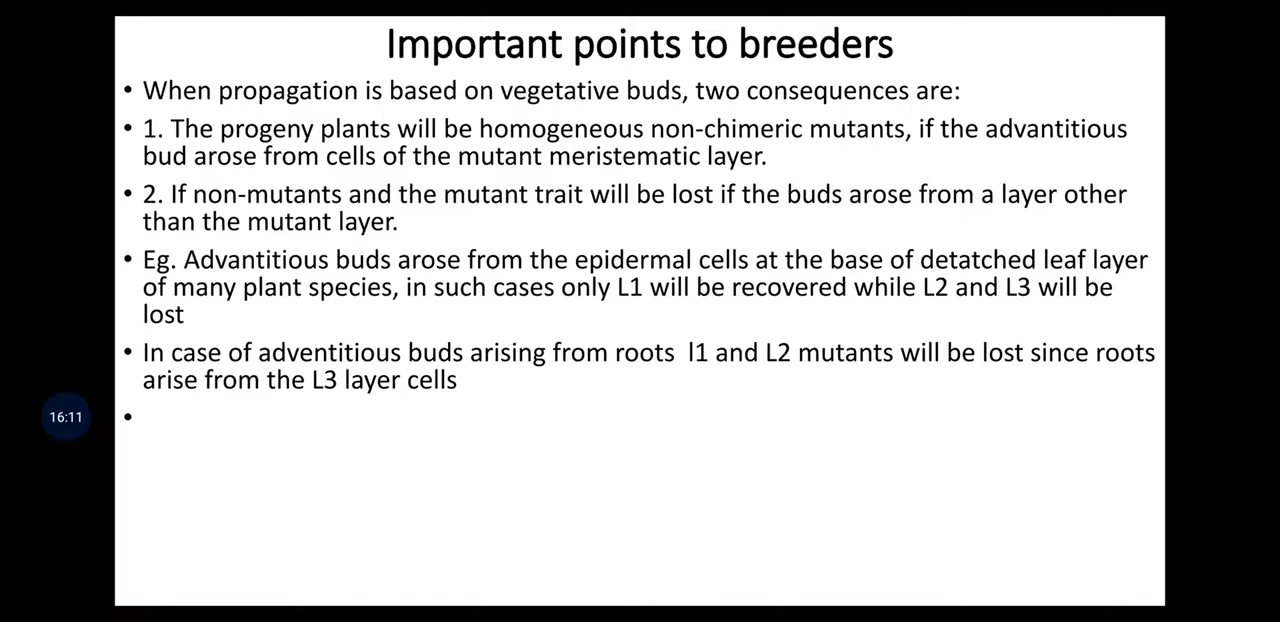 Important points to breeders
• When propagation is based on vegetative buds, two consequences are:
• 1. The progeny plants will be homogeneous non-chimeric mutants, if the advantitious
bud arose from cells of the mutant meristematic layer.
• 2. If non-mutants and the mutant trait will be lost if the buds arose from a layer other
than the mutant layer.
• Eg. Advantitious buds arose from the epidermal cells at the base of detatched leaf layer
of many plant species, in such cases only L1 will be recovered while L2 and L3 will be
lost
• In case of adventitious buds arising from roots  l1 and L2 mutants will be lost since roots
arise from the L3 layer cells
16:11
•